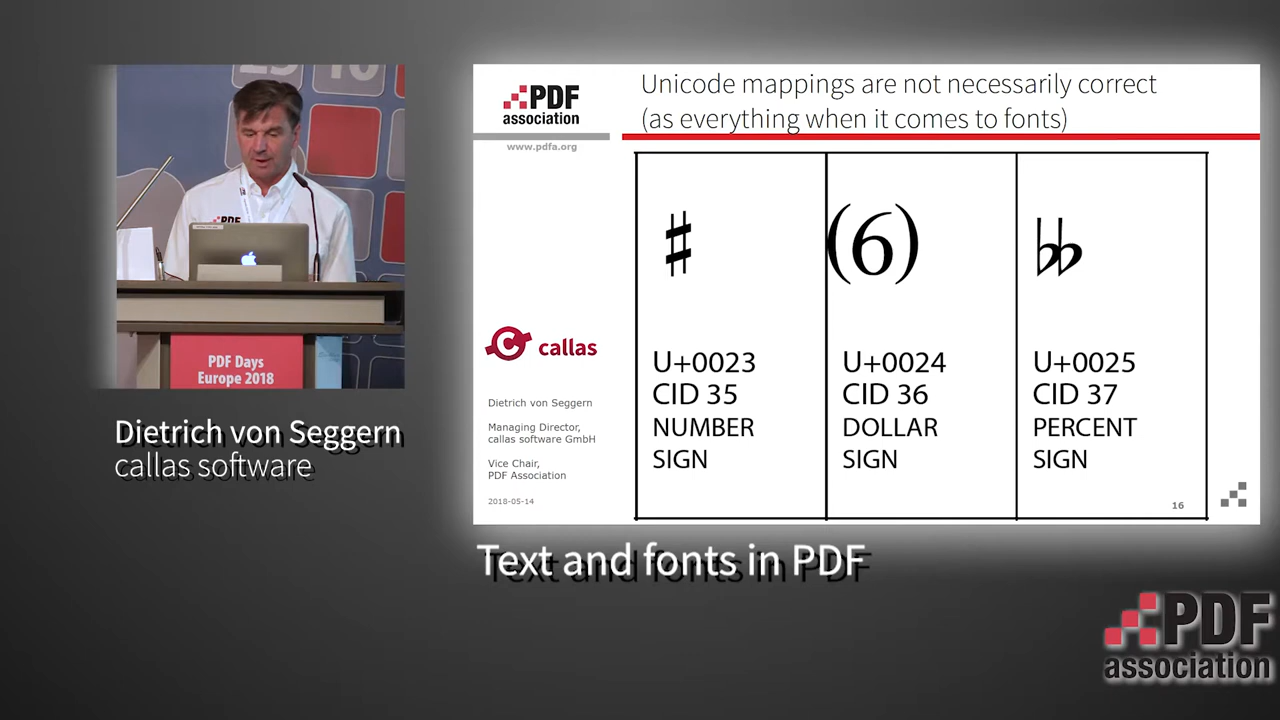 PDF
PDF Days
Europe 2018
Dietrich von Seggern
callas software
PDF
association
www.pdfa.org
Unicode mappings are not necessarily correct
(as everything when it comes to fonts)
♯ (6) 𝄫
U+0023 U+0024 U+0025
CID 35 CID 36 CID 37
NUMBER DOLLAR PERCENT
SIGN SIGN SIGN
callas
Dietrich von Seggern
Managing Director,
callas software GmbH
Vice Chair,
PDF Association
2018-05-14
16
Text and fonts in PDF
PDF
association